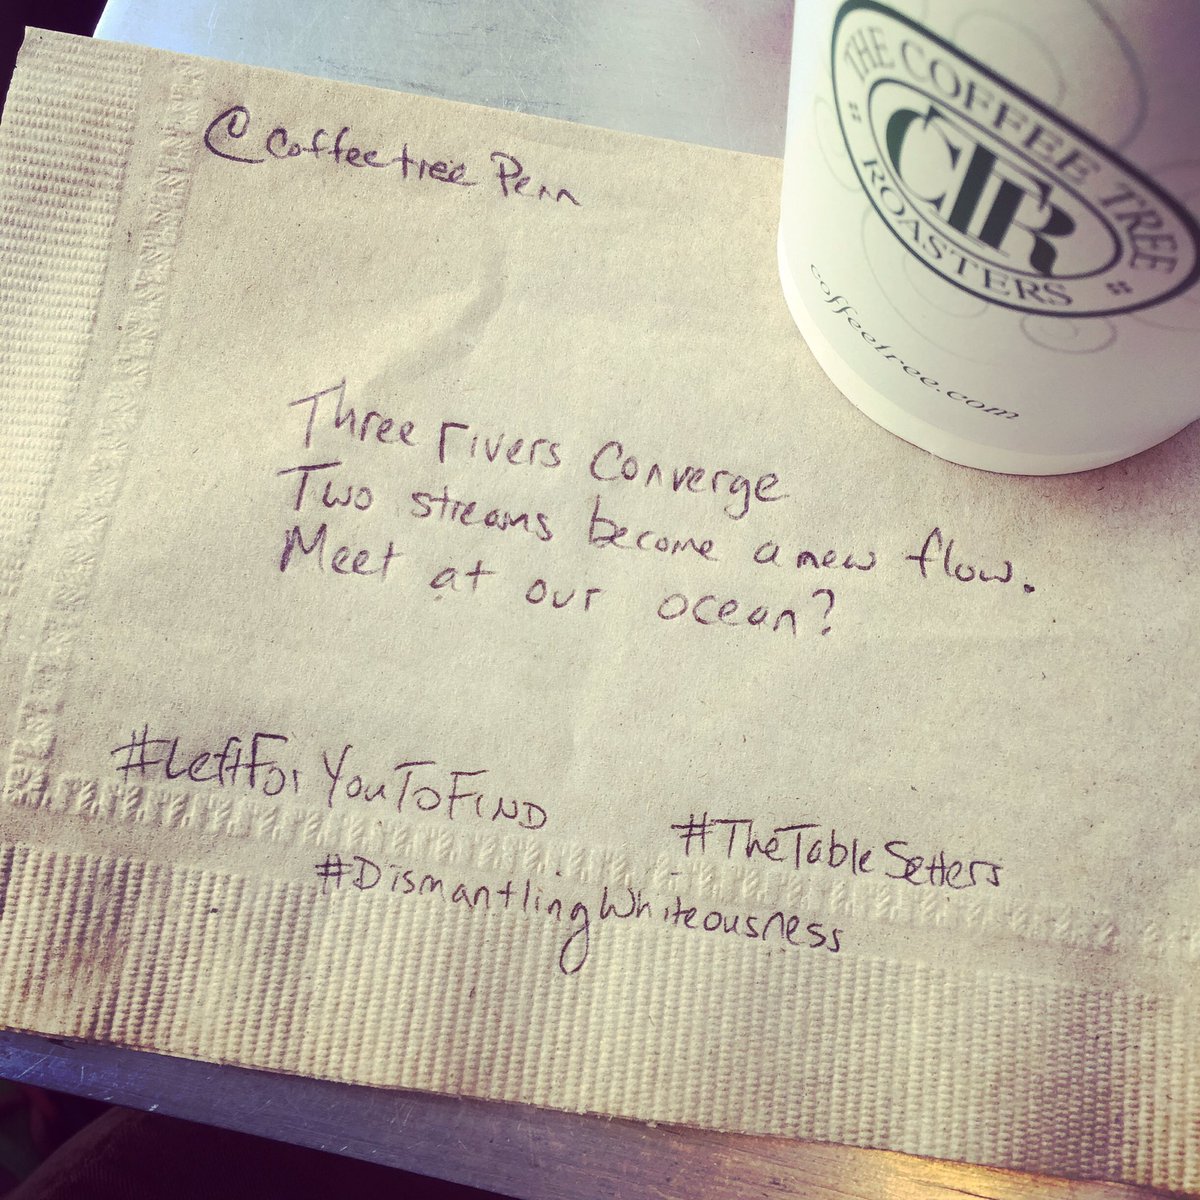 @Coffeetree Penn
THE COFFEE TREE
CTR
ROASTERS
coffeetree.com
Three rivers converge
Two streams become a new flow.
Meet at our ocean?
#LeftForYouToFIND
#TheTableSetters
#DismantlingWhiteousness